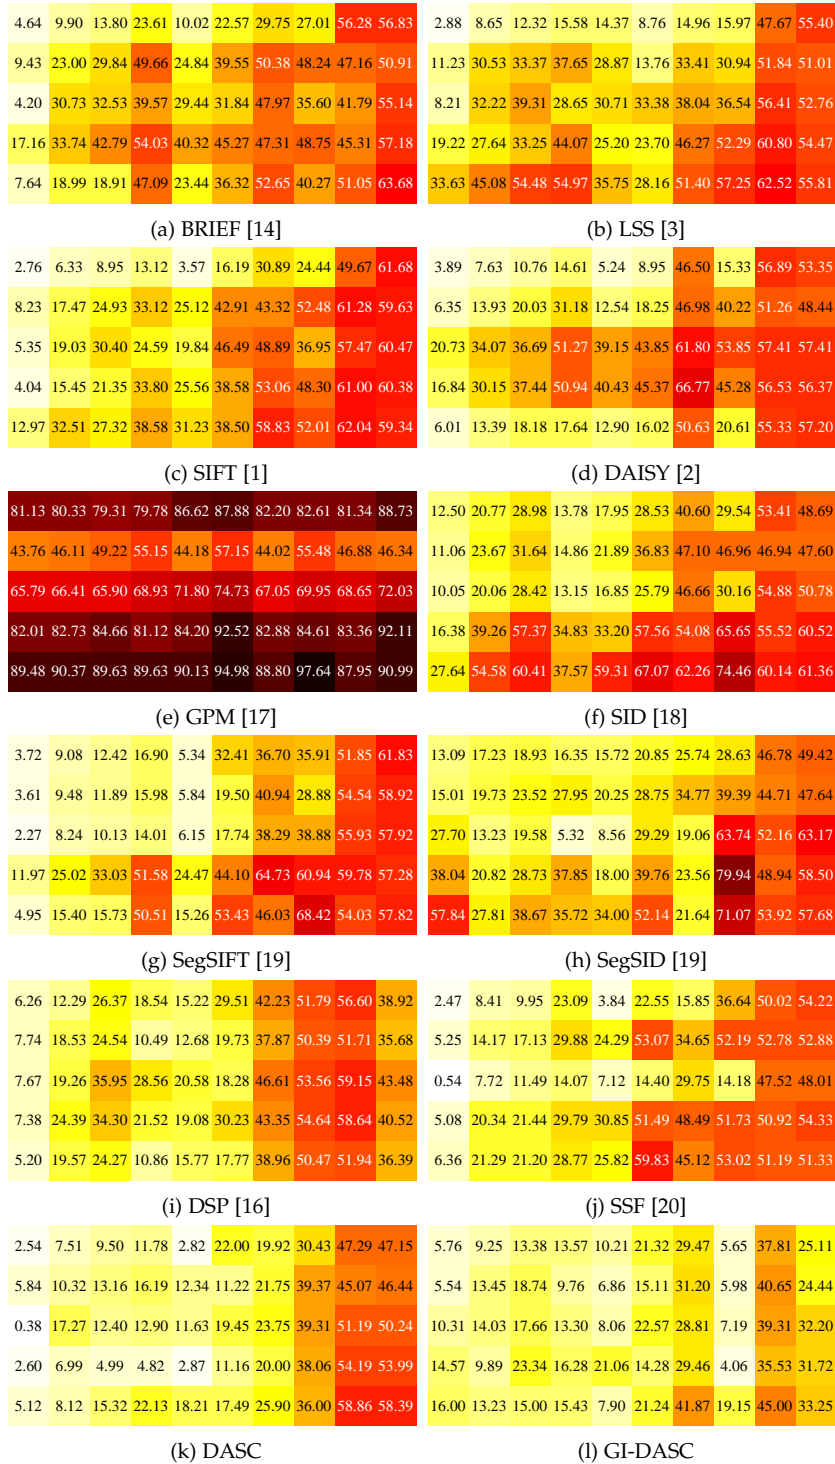 4.64 9.90 13.80 23.61 10.02 22.57 29.75 27.01 56.28 56.83
9.43 23.00 29.84 49.66 24.84 39.55 50.38 48.24 47.16 50.91
4.20 30.73 32.53 39.57 29.44 31.84 47.97 35.60 41.79 55.14
17.16 33.74 42.79 54.03 40.32 45.27 47.31 48.75 45.31 57.18
7.64 18.99 18.91 47.09 23.44 36.32 52.65 40.27 51.05 63.68
(a) BRIEF [14]
2.88 8.65 12.32 15.58 14.37 8.76 14.96 15.97 47.67 55.40
11.23 30.53 33.37 37.65 28.87 13.76 33.41 30.94 51.84 51.01
8.21 32.22 39.31 28.65 30.71 33.38 38.04 36.54 56.41 52.76
19.22 27.64 33.25 44.07 25.20 23.70 46.27 52.29 60.80 54.47
33.63 45.08 54.48 54.97 35.75 28.16 51.40 57.25 62.52 55.81
(b) LSS [3]
2.76 6.33 8.95 13.12 3.57 16.19 30.89 24.44 49.67 61.68
8.23 17.47 24.93 33.12 25.12 42.91 43.32 52.48 61.28 59.63
5.35 19.03 30.40 24.59 19.84 46.49 48.89 36.95 57.47 60.47
4.04 15.45 21.35 33.80 25.56 38.58 53.06 48.30 61.00 60.38
12.97 32.51 27.32 38.58 31.23 38.50 58.83 52.01 62.04 59.34
(c) SIFT [1]
3.89 7.63 10.76 14.61 5.24 8.95 46.50 15.33 56.89 53.35
6.35 13.93 20.03 31.18 12.54 18.25 46.98 40.22 51.26 48.44
20.73 34.07 36.69 51.27 39.15 43.85 61.80 53.85 57.41 57.41
16.84 30.15 37.44 50.94 40.43 45.37 66.77 45.28 56.53 56.37
6.01 13.39 18.18 17.64 12.90 16.02 50.63 20.61 55.33 57.20
(d) DAISY [2]
81.13 80.33 79.31 79.78 86.62 87.88 82.20 82.61 81.34 88.73
43.76 46.11 49.22 55.15 44.18 57.15 44.02 55.48 46.88 46.34
65.79 66.41 65.90 68.93 71.80 74.73 67.05 69.95 68.65 72.03
82.01 82.73 84.66 81.12 84.20 92.52 82.88 84.61 83.36 92.11
89.48 90.37 89.63 89.63 90.13 94.98 88.80 97.64 87.95 90.99
(e) GPM [17]
12.50 20.77 28.98 13.78 17.95 28.53 40.60 29.54 53.41 48.69
11.06 23.67 31.64 14.86 21.89 36.83 47.10 46.96 46.94 47.60
10.05 20.06 28.42 13.15 16.85 25.79 46.66 30.16 54.88 50.78
16.38 39.26 57.37 34.83 33.20 57.56 54.08 65.65 55.52 60.52
27.64 54.58 60.41 37.57 59.31 67.07 62.26 74.46 60.14 61.36
(f) SID [18]
3.72 9.08 12.42 16.90 5.34 32.41 36.70 35.91 51.85 61.83
3.61 9.48 11.89 15.98 5.84 19.50 40.94 28.88 54.54 58.92
2.27 8.24 10.13 14.01 6.15 17.74 38.29 38.88 55.93 57.92
11.97 25.02 33.03 51.58 24.47 44.10 64.73 60.94 59.78 57.28
4.95 15.40 15.73 50.51 15.26 53.43 46.03 68.42 54.03 57.82
(g) SegSIFT [19]
13.09 17.23 18.93 16.35 15.72 20.85 25.74 28.63 46.78 49.42
15.01 19.73 23.52 27.95 20.25 28.75 34.77 39.39 44.71 47.64
27.70 13.23 19.58 5.32 8.56 29.29 19.06 63.74 52.16 63.17
38.04 20.82 28.73 37.85 18.00 39.76 23.56 79.94 48.94 58.50
57.84 27.81 38.67 35.72 34.00 52.14 21.64 71.07 53.92 57.68
(h) SegSID [19]
6.26 12.29 26.37 18.54 15.22 29.51 42.23 51.79 56.60 38.92
7.74 18.53 24.54 10.49 12.68 19.73 37.87 50.39 51.71 35.68
7.67 19.26 35.95 28.56 20.58 18.28 46.61 53.56 59.15 43.48
7.38 24.39 34.30 21.52 19.08 30.23 43.35 54.64 58.64 40.52
5.20 19.57 24.27 10.86 15.77 17.77 38.96 50.47 51.94 36.39
(i) DSP [16]
2.47 8.41 9.95 23.09 3.84 22.55 15.85 36.64 50.02 54.22
5.25 14.17 17.13 29.88 24.29 53.07 34.65 52.19 52.78 52.88
0.54 7.72 11.49 14.07 7.12 14.40 29.75 14.18 47.52 48.01
5.08 20.34 21.44 29.79 30.85 51.49 48.49 51.73 50.92 54.33
6.36 21.29 21.20 28.77 25.82 59.83 45.12 53.02 51.19 51.33
(j) SSF [20]
2.54 7.51 9.50 11.78 2.82 22.00 19.92 30.43 47.29 47.15
5.84 10.32 13.16 16.19 12.34 11.22 21.75 39.37 45.07 46.44
0.38 17.27 12.40 12.90 11.63 19.45 23.75 39.31 51.19 50.24
2.60 6.99 4.99 4.82 2.87 11.16 20.00 38.06 54.19 53.99
5.12 8.12 15.32 22.13 18.21 17.49 25.90 36.00 58.86 58.39
(k) DASC
5.76 9.25 13.38 13.57 10.21 21.32 29.47 5.65 37.81 25.11
5.54 13.45 18.74 9.76 6.86 15.11 31.20 5.98 40.65 24.44
10.31 14.03 17.66 13.30 8.06 22.57 28.81 7.19 39.31 32.20
14.57 9.89 23.34 16.28 21.06 14.28 29.46 4.06 35.53 31.72
16.00 13.23 15.00 15.43 7.90 21.24 41.87 19.15 45.00 33.25
(l) GI-DASC